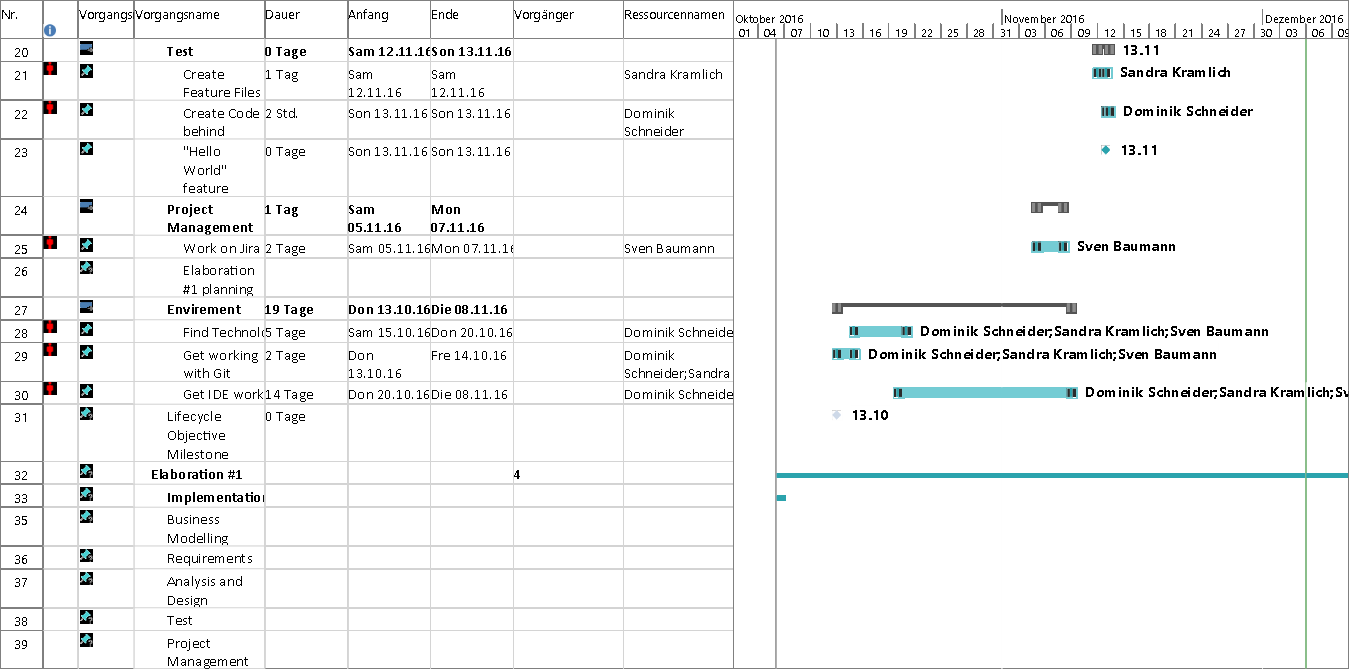 Nr. Vorgangs Vorgangsname Dauer Anfang Ende Vorgänger Ressourcennamen
Oktober 2016 November 2016 Dezember 2016
01 04 07 10 13 16 19 22 25 28 31 03 06 09 12 15 18 21 24 27 30 03 06 09
20 Test 0 Tage Sam 12.11.16 Son 13.11.16 13.11
21 Create 1 Tag Sam Sam Sandra Kramlich Sandra Kramlich
Feature Files 12.11.16 12.11.16
22 Create Code 2 Std. Son 13.11.16 Son 13.11.16 Dominik Dominik Schneider
behind Schneider
23 "Hello 0 Tage Son 13.11.16 Son 13.11.16 13.11
World"
feature
24 Project 1 Tag Sam Mon
Management 05.11.16 07.11.16
25 Work on Jira 2 Tage Sam 05.11.16 Mon 07.11.16 Sven Baumann Sven Baumann
26 Elaboration
#1 planning
27 Envirement 19 Tage Don 13.10.16 Die 08.11.16
28 Find Technolo 5 Tage Sam 15.10.16 Don 20.10.16 Dominik Schneide Dominik Schneider;Sandra Kramlich;Sven Baumann
29 Get working 2 Tage Don Fre 14.10.16 Dominik Dominik Schneider;Sandra Kramlich;Sven Baumann
with Git 13.10.16 Schneider;Sandra
30 Get IDE work 14 Tage Don 20.10.16 Die 08.11.16 Dominik Schneide Dominik Schneider;Sandra Kramlich;Sv
31 Lifecycle 0 Tage 13.10
Objective
Milestone
32 Elaboration #1 4
33 Implementation
35 Business
Modelling
36 Requirements
37 Analysis and
Design
38 Test
39 Project
Management